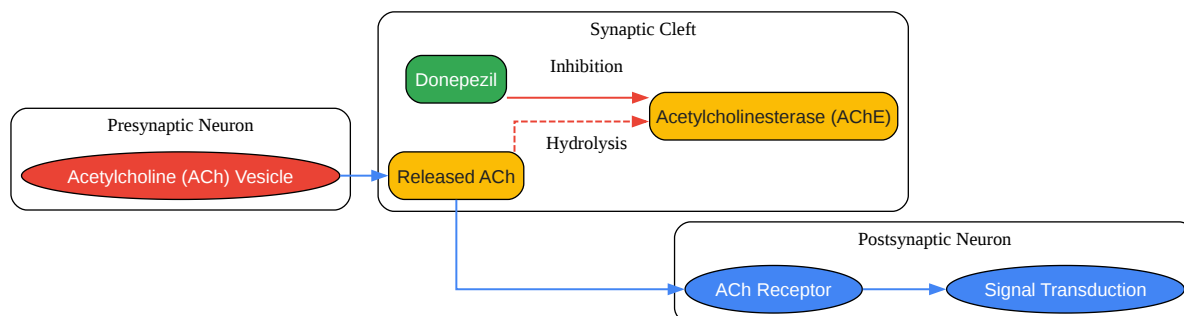 Synaptic Cleft
Inhibition
Donepezil
Acetylcholinesterase (AChE)
Presynaptic Neuron
Hydrolysis
Acetylcholine (ACh) Vesicle
Released ACh
Postsynaptic Neuron
ACh Receptor
Signal Transduction